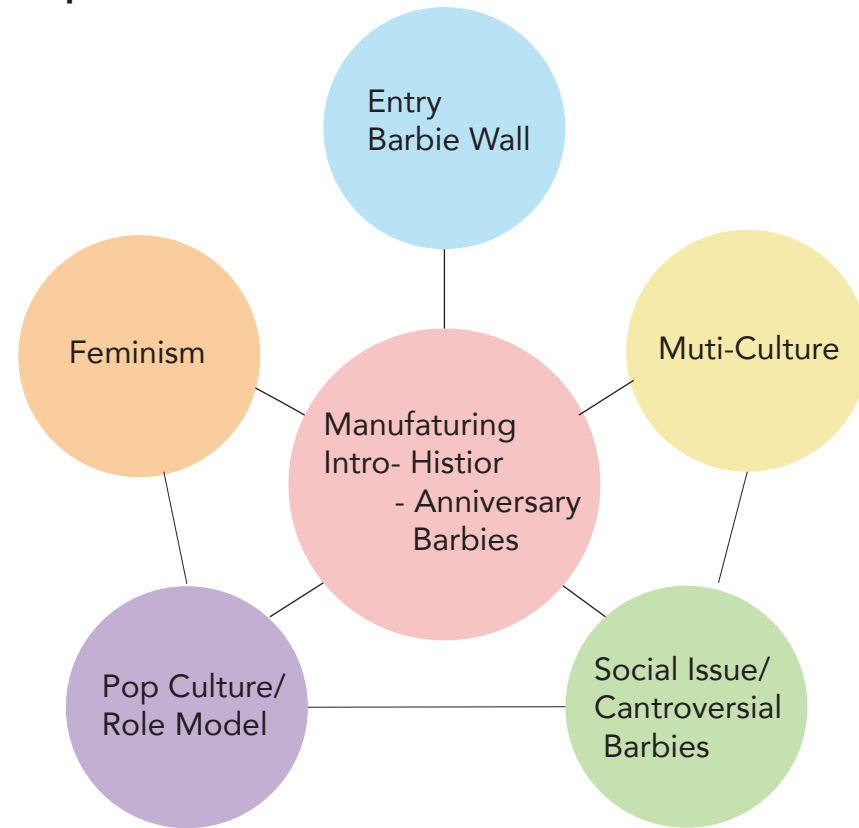 Entry
Barbie Wall
Feminism
Muti-Culture
Manufaturing
Intro- Histior
- Anniversary
Barbies
Pop Culture/
Role Model
Social Issue/
Cantroversial
Barbies